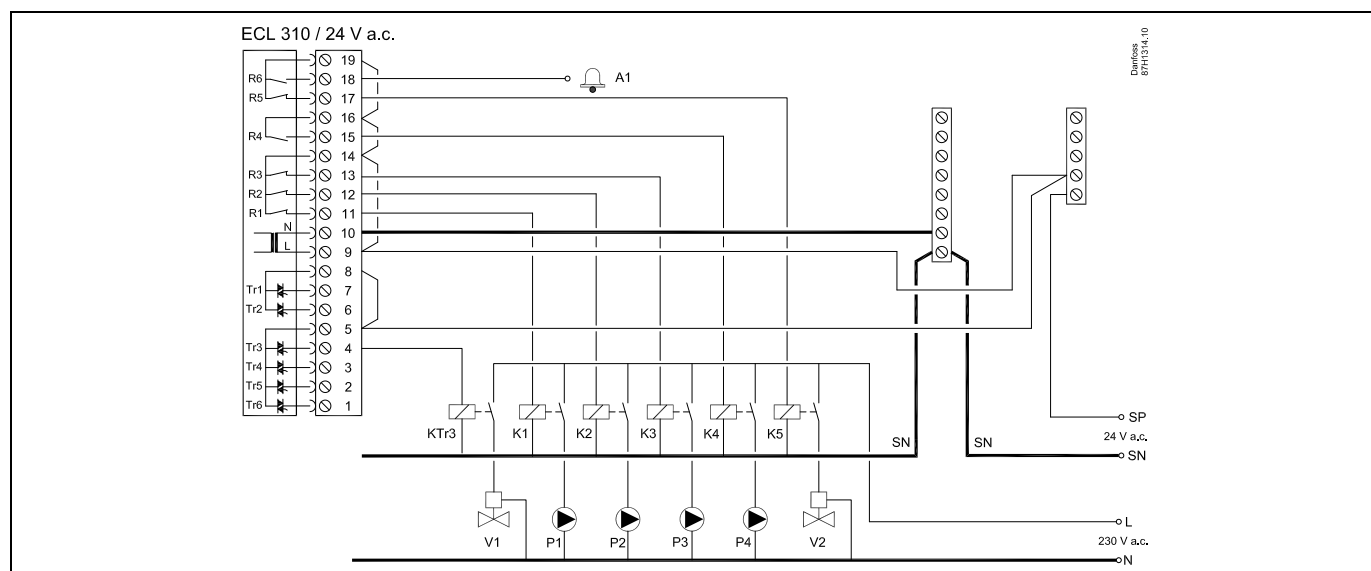 ECL 310 / 24 V a.c.
Danfoss
87H1314.10
19
R6 18 A1
R5 17
16
R4 15
14
R3 13
R2 12
R1 11
N 10
L 9
8
Tr1 7
Tr2 6
5
Tr3 4
Tr4 3
Tr5 2
Tr6 1
SP
KTr3 K1 K2 K3 K4 K5
24 V a.c.
SN SN SN
L
V1 P1 P2 P3 P4 V2
230 V a.c.
N